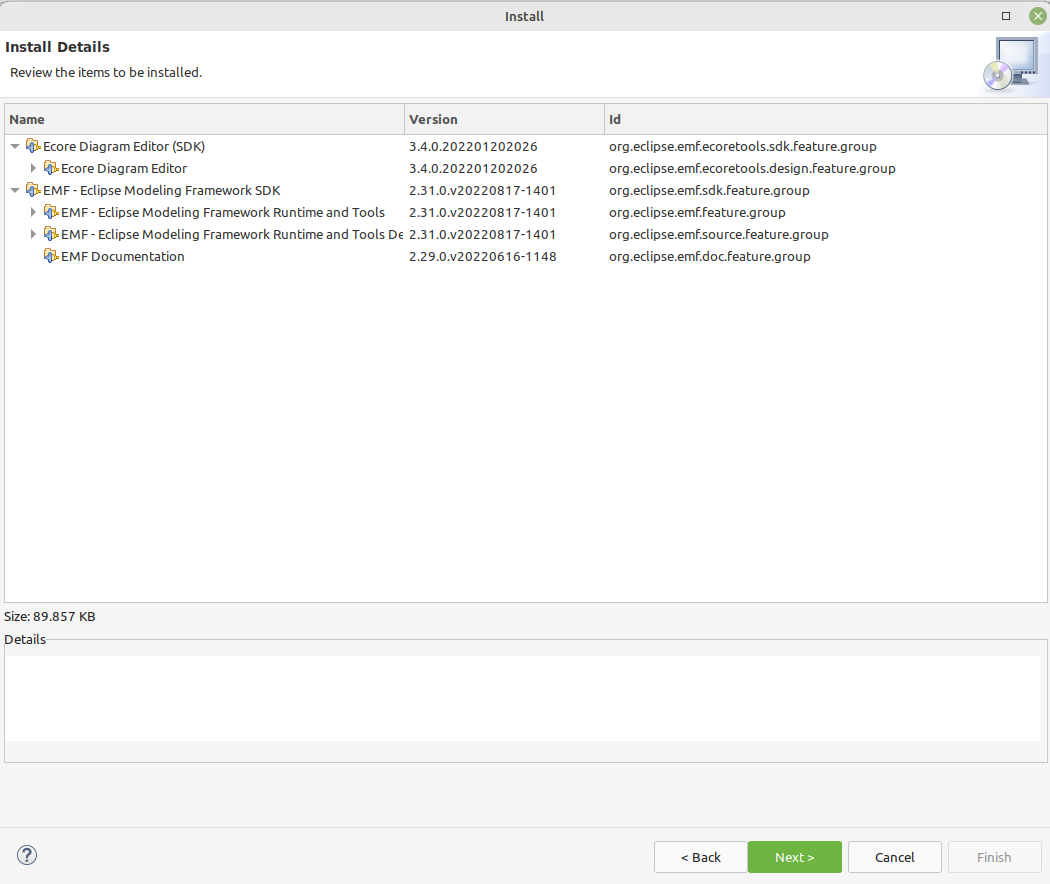 Install
Install Details
Review the items to be installed.
Name Version Id
Ecore Diagram Editor (SDK) 3.4.0.202201202026 org.eclipse.emf.ecoretools.sdk.feature.group
Ecore Diagram Editor 3.4.0.202201202026 org.eclipse.emf.ecoretools.design.feature.group
EMF - Eclipse Modeling Framework SDK 2.31.0.v20220817-1401 org.eclipse.emf.sdk.feature.group
EMF - Eclipse Modeling Framework Runtime and Tools 2.31.0.v20220817-1401 org.eclipse.emf.feature.group
EMF - Eclipse Modeling Framework Runtime and Tools De 2.31.0.v20220817-1401 org.eclipse.emf.source.feature.group
EMF Documentation 2.29.0.v20220616-1148 org.eclipse.emf.doc.feature.group
Size: 89.857 KB
Details
? < Back Next > Cancel Finish